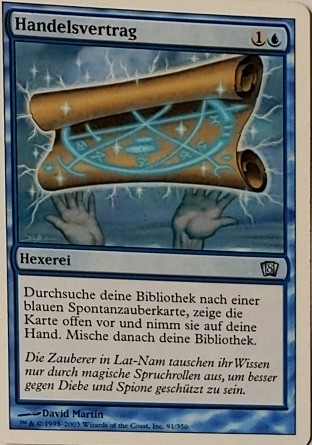 Handelsvertrag 1
Hexerei 8
Durchsuche deine Bibliothek nach einer
blauen Spontanzauberkarte, zeige die
Karte offen vor und nimm sie auf deine
Hand. Mische danach deine Bibliothek.
Die Zauberer in Lat-Nam tauschen ihr Wissen
nur durch magische Spruchrollen aus, um besser
gegen Diebe und Spione geschützt zu sein.
David Martin
™ & © 1993-2003 Wizards of the Coast, Inc. 91/350